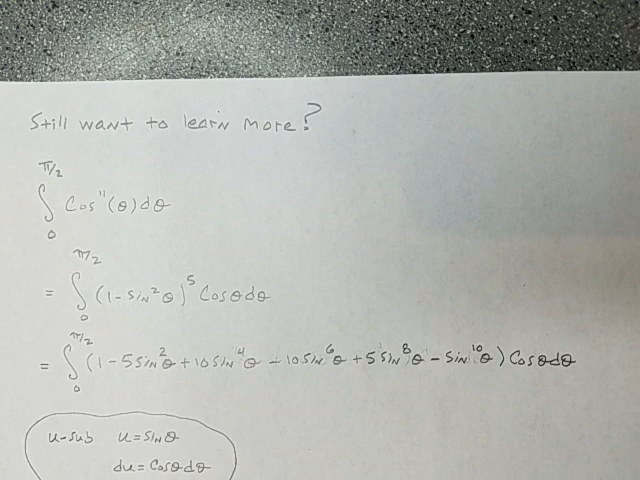 Still want to learn more?
π/2
∫ Cos¹¹(θ)dθ
0
π/2
= ∫ (1-sin²θ)⁵ Cosθdθ
0
π/2
= ∫ (1-5sin²θ+10sin⁴θ-10sin⁶θ+5sin⁸θ-sin¹⁰θ)Cosθdθ
0
u-sub u=sinθ
du=Cosθdθ